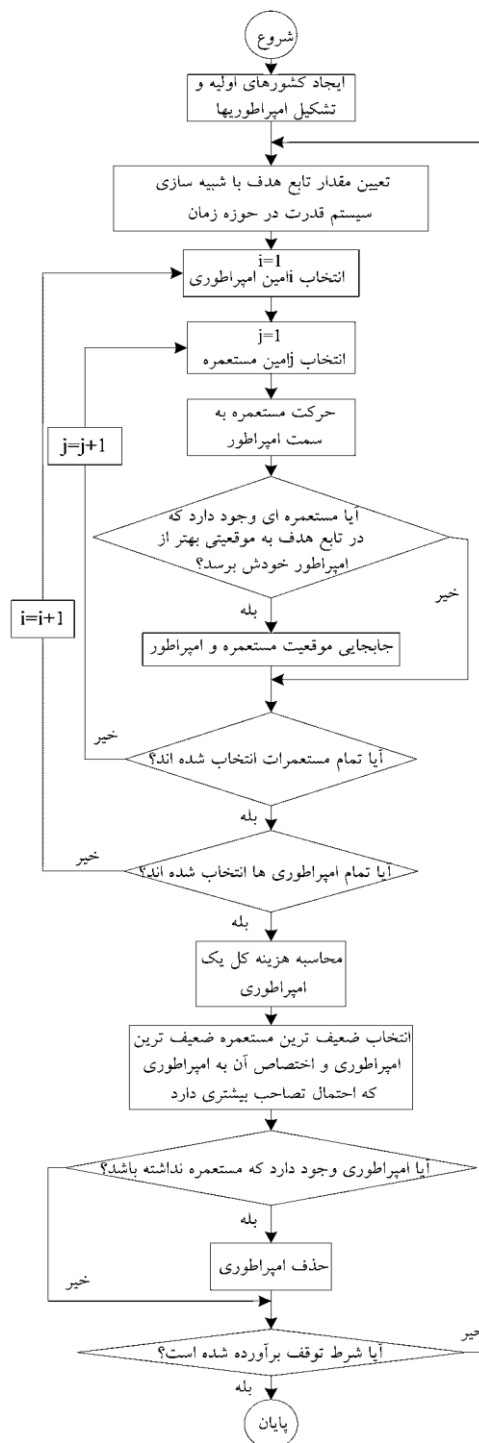 شروع
ایجاد کشورهای اولیه و
تشکیل امپراطوریها
تعیین مقدار تابع هدف با شبیه سازی
سیستم قدرت در حوزه زمان
i=1
انتخاب iامین امپراطوری
j=1
انتخاب jامین مستعمره
حرکت مستعمره به
سمت امپراطور
j=j+1
آیا مستعمره ای وجود دارد که
در تابع هدف به موقعیتی بهتر از
امپراطور خودش برسد؟
خیر
بله
i=i+1
جابجایی موقعیت مستعمره و امپراطور
خیر
آیا تمام مستعمرات انتخاب شده اند؟
بله
خیر
آیا تمام امپراطوری ها انتخاب شده اند؟
بله
محاسبه هزینه کل یک
امپراطوری
انتخاب ضعیف ترین مستعمره ضعیف ترین
امپراطوری و اختصاص آن به امپراطوری
که احتمال تصاحب بیشتری دارد
آیا امپراطوری وجود دارد که مستعمره نداشته باشد؟
بله
حذف امپراطوری
خیر
خیر
آیا شرط توقف برآورده شده است؟
بله
پایان